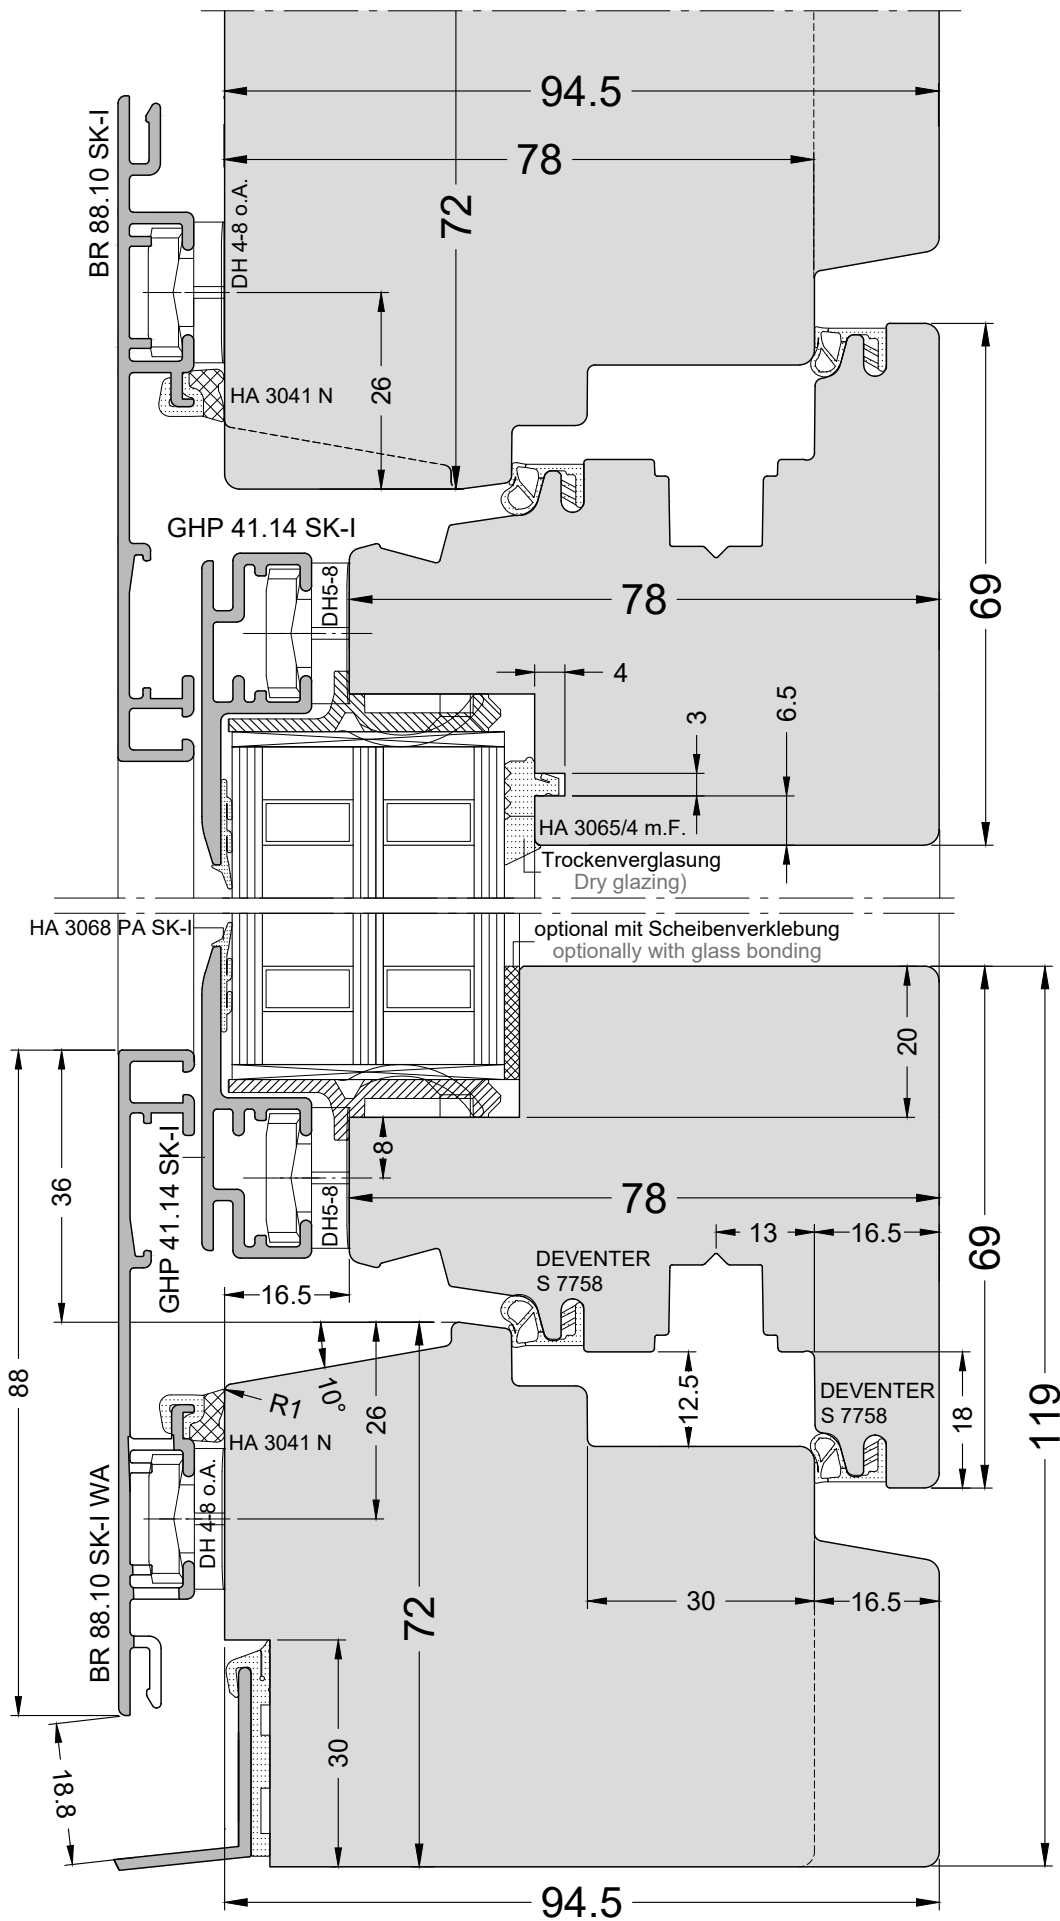 94.5
78
BR 88.10 SK-I
DH 4-8 o.A.
72
26
HA 3041 N
GHP 41.14 SK-I
DH5-8
78
69
4
3
6.5
HA 3065/4 m.F.
Trockenverglasung
Dry glazing)
HA 3068 PA SK-I
optional mit Scheibenverklebung
optionally with glass bonding
20
8
36
GHP 41.14 SK-I
DH5-8
78
13
16.5
69
DEVENTER
S 7758
16.5
88
10°
26
R1
12.5
DEVENTER
S 7758
18
119
HA 3041 N
DH 4-8 o.A.
BR 88.10 SK-I WA
72
30
16.5
30
18.8
94.5